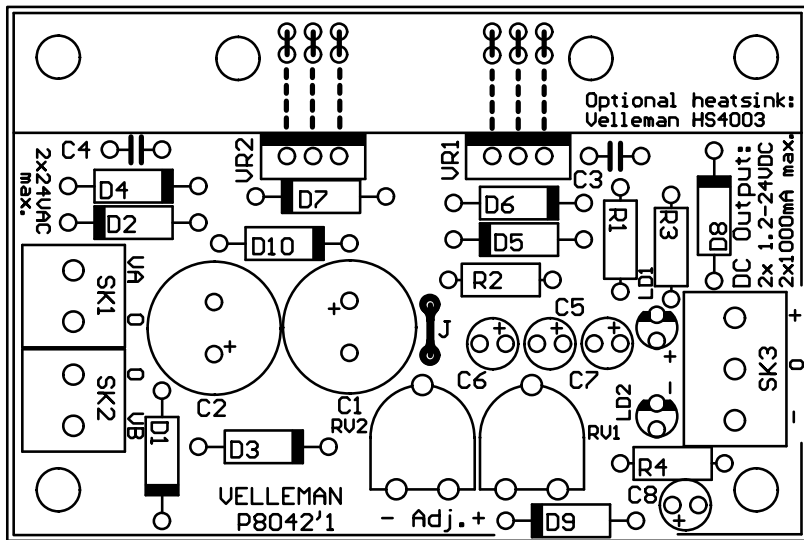 Optional heatsink:
Velleman HS4003
C4
VR2
VR1
C3
2x24VAC
max.
D4
D7
D6
D2
D10
D5
R1
R3
D8
DC Output:
2x 1.2-24VDC
2x1000mA max.
R2
VA
SK1
0
+
+
J
C5
LD1
+
SK3
0
-
+
+
+
+
C6
C7
+
-
0
SK2
VB
C2
C1
RV2
RV1
LD2
D1
D3
R4
C8
+
VELLEMAN
P8042'1
- Adj.+
D9